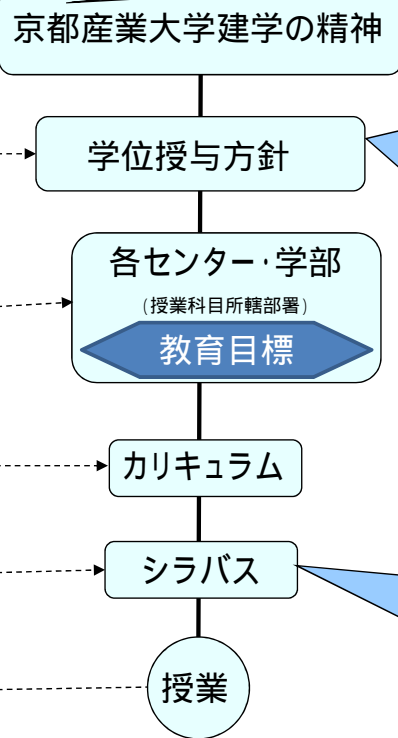 京都産業大学建学の精神
学位授与方針
各センター・学部
（授業科目所轄部署）
教育目標
カリキュラム
シラバス
授業